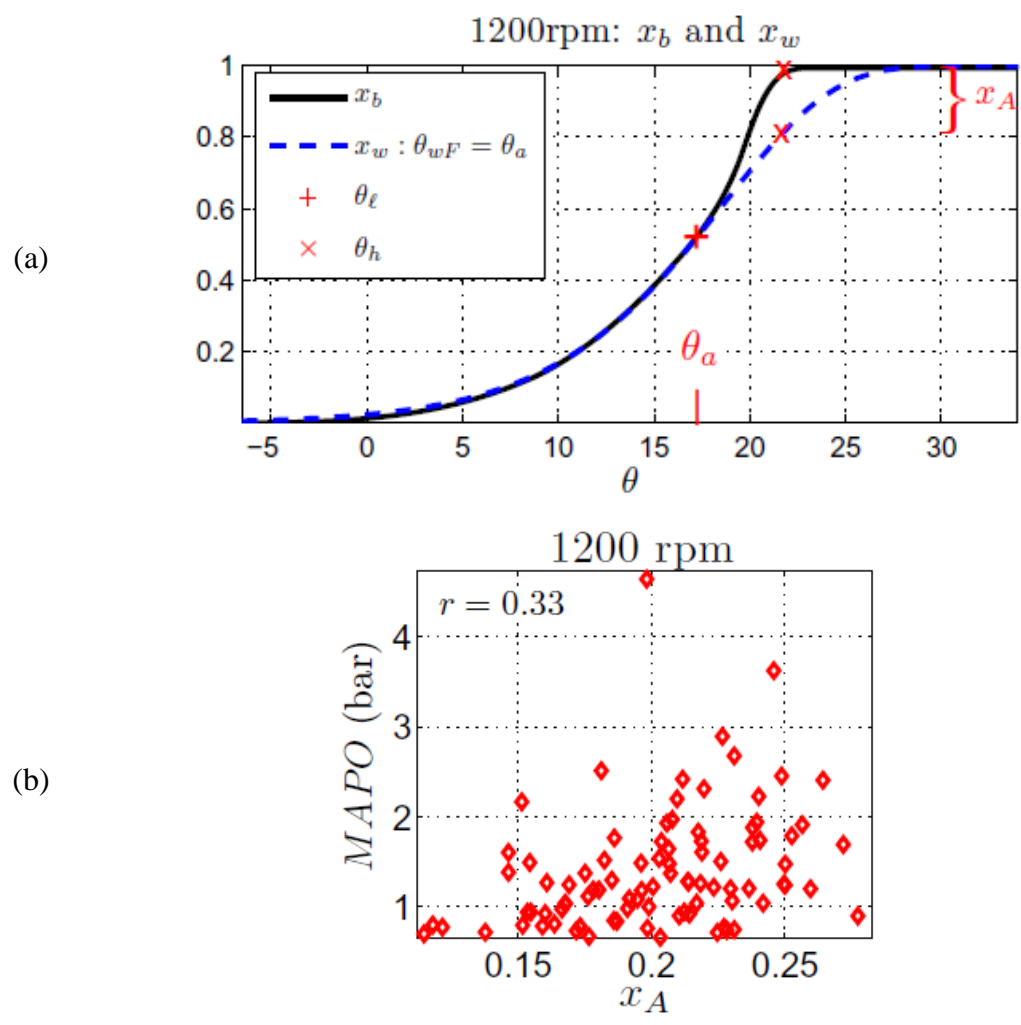 1200rpm: x_b and x_w
1
0.8
0.6
0.4
0.2
x_b
x_w : θ_{wF} = θ_a
θ_ℓ
θ_h
} x_A
θ_a
(a)
−5 0 5 10 15 20 25 30
θ
1200 rpm
r = 0.33
4
3
2
1
MAPO (bar)
(b)
0.15 0.2 0.25
x_A